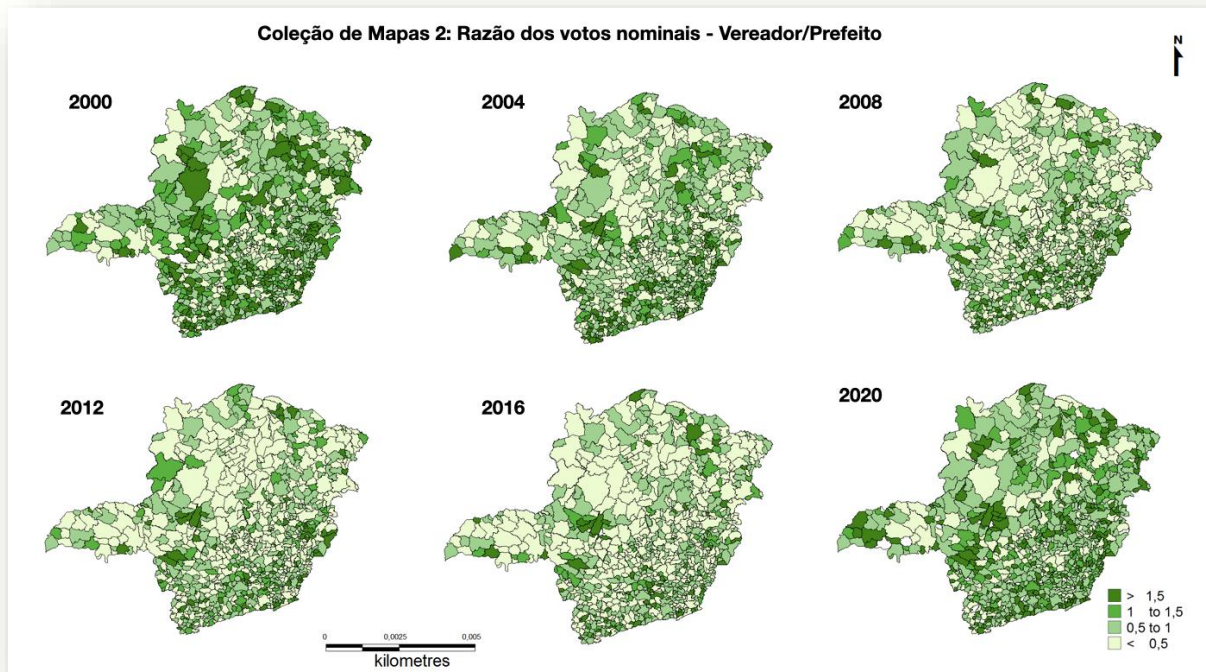 Coleção de Mapas 2: Razão dos votos nominais - Vereador/Prefeito
N
2000
2004
2008
2012
2016
2020
0 0,0025 0,005
kilometres
> 1,5
1 to 1,5
0,5 to 1
< 0,5